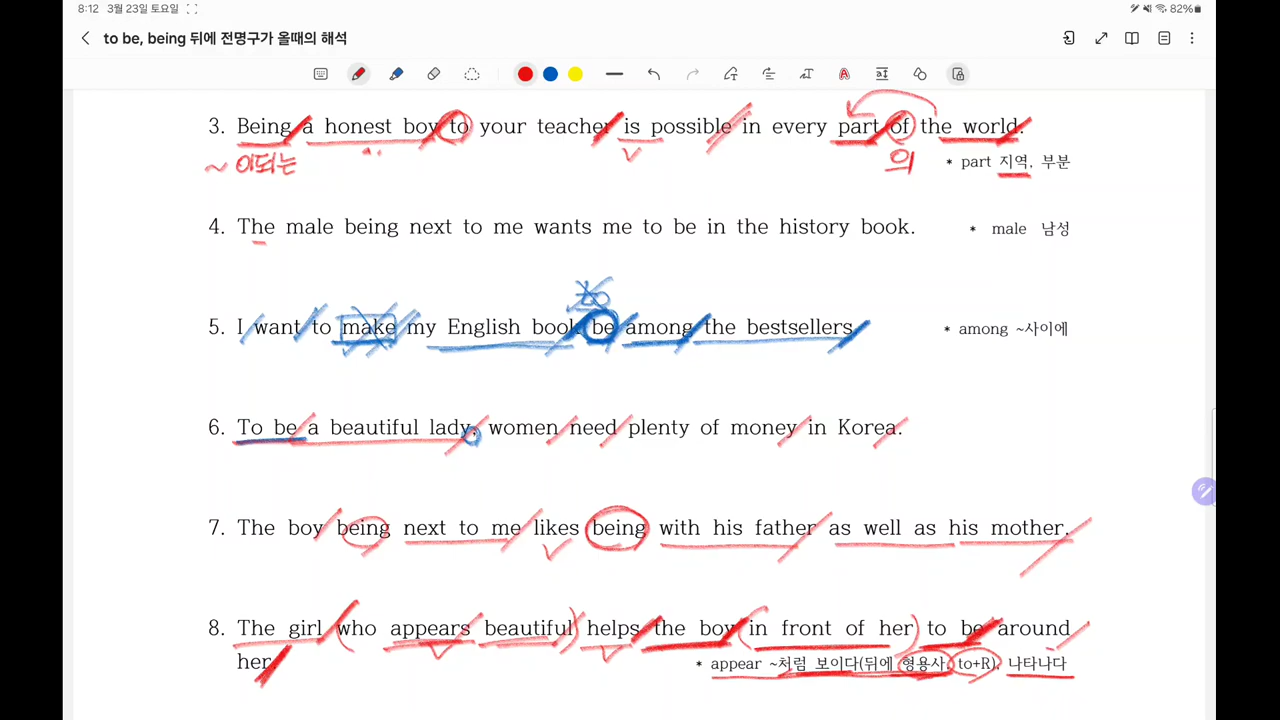 8:12 3월 23일 토요일 82%
to be, being 뒤에 전명구가 올때의 해석
3. Being a honest boy to your teacher is possible in every part of the world.
~이되는 의 * part 지역, 부분
4. The male being next to me wants me to be in the history book. * male 남성
to
5. I want to make my English book be among the bestsellers. * among ~사이에
6. To be a beautiful lady, women need plenty of money in Korea.
7. The boy being next to me likes being with his father as well as his mother.
8. The girl who appears beautiful helps the boy in front of her to be around
her. * appear ~처럼 보이다(뒤에 형용사, to+R), 나타나다